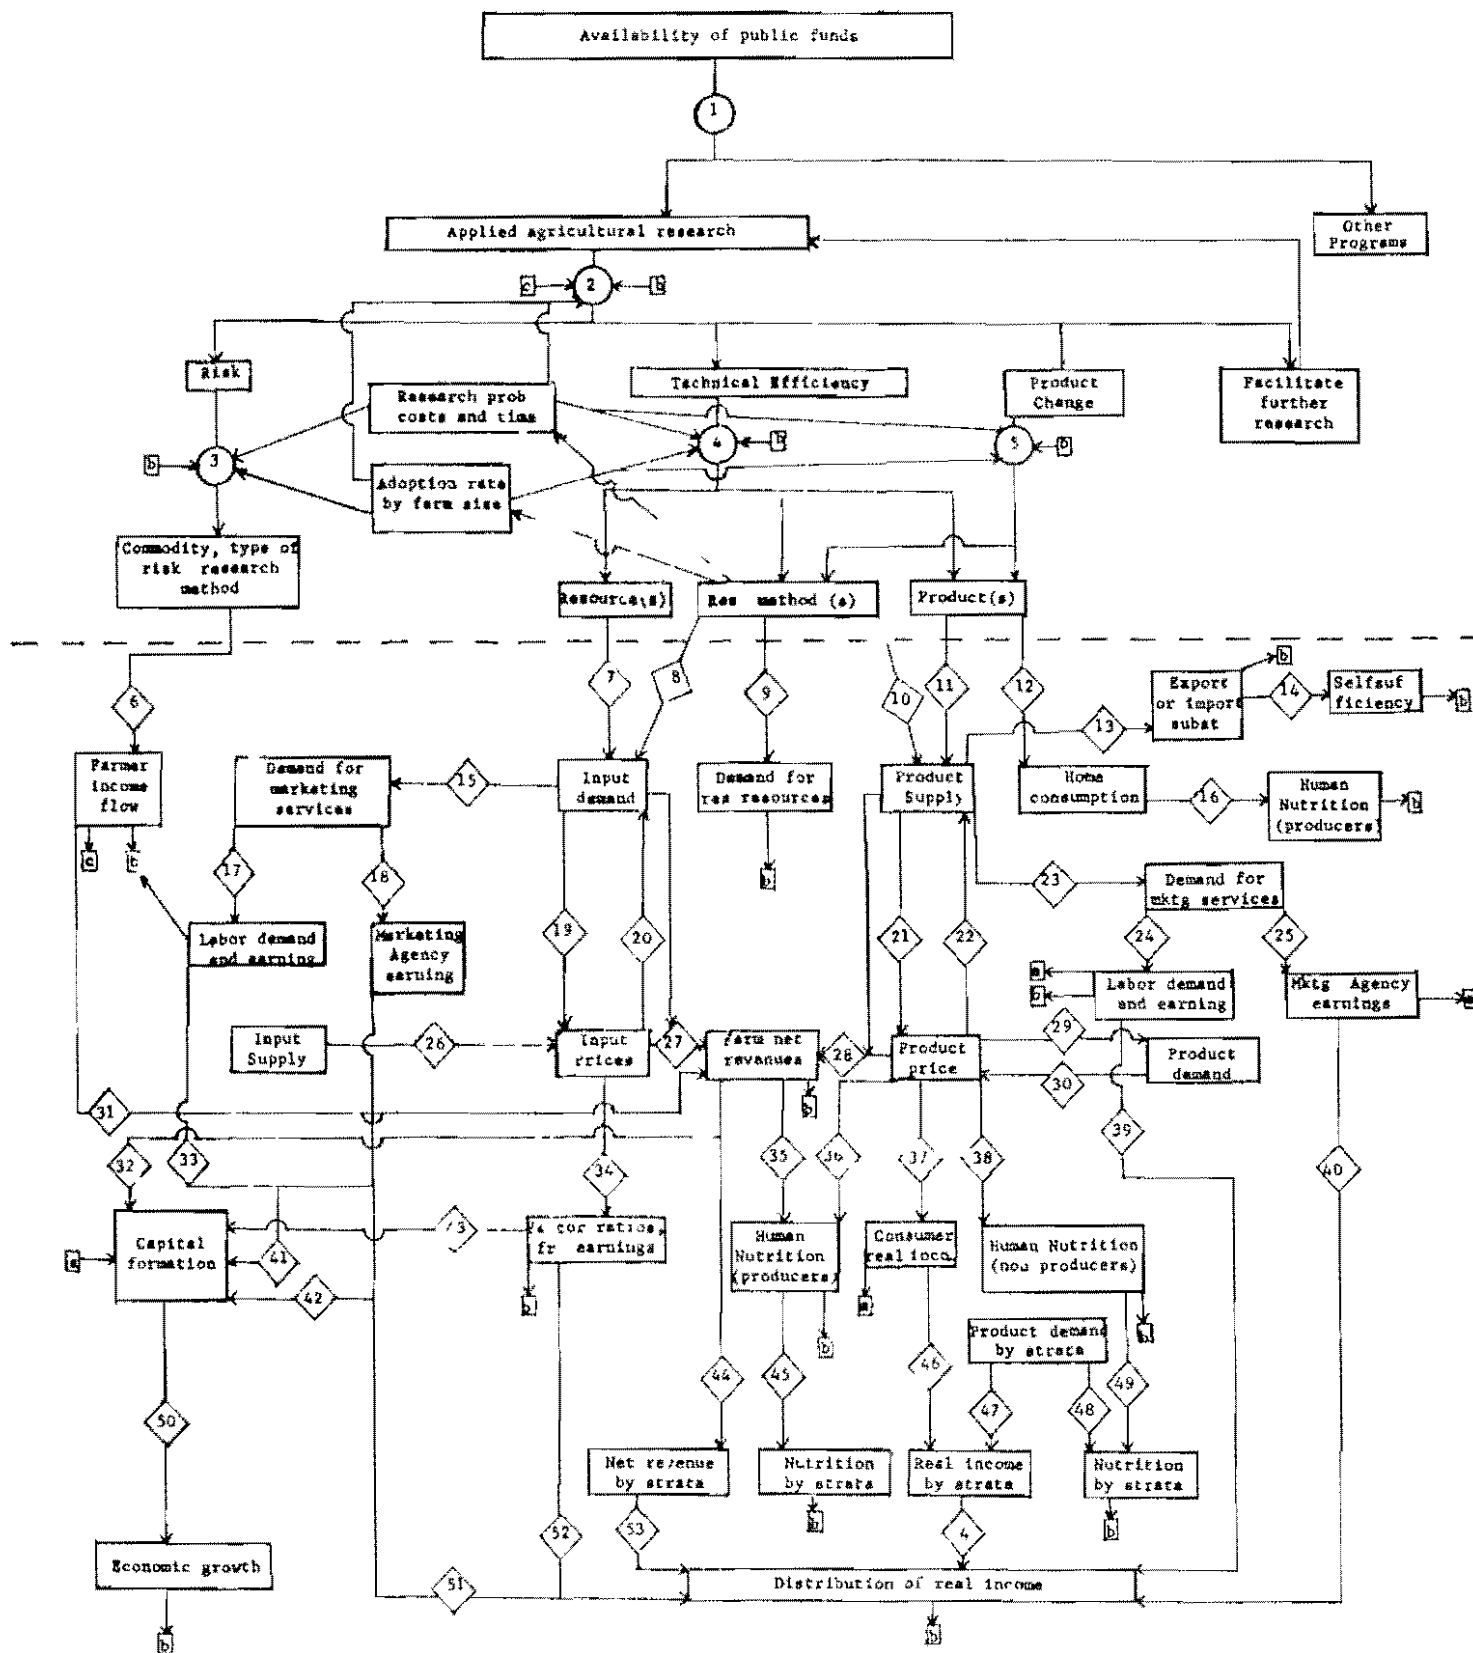 Availability of public funds
1
Applied agricultural research
Other
Programs
c
2
b
Risk
Research prob
costs and time
Technical Efficiency
Product
Change
Facilitate
further
research
b
3
4
b
5
b
Adoption rate
by farm size
Commodity, type of
risk research
method
Resource(s)
Res method (s)
Product(s)
6
7
8
9
10
11
12
13
Export
or import
subst
b
14
Selfsuf
ficiency
b
Farmer
income
flow
Demand for
marketing
services
15
Input
demand
Demand for
res resources
Product
Supply
Home
consumption
16
Human
Nutrition
(producers)
b
c
b
17
18
b
23
Demand for
mktg services
Labor demand
and earning
Marketing
Agency
earning
19
20
21
22
24
25
a
b
Labor demand
and earning
Mktg Agency
earnings
a
Input
Supply
26
Input
Prices
27
Farm net
revenues
28
Product
price
29
30
Product
demand
b
31
32
33
34
35
36
37
38
39
40
a
Capital
formation
41
42
43
ratios,
earnings
b
Human
Nutrition
(producers)
b
Consumer
real inco.
a
Human Nutrition
(non producers)
b
Product demand
by strata
44
45
46
47
48
49
50
Net revenue
by strata
Nutrition
by strata
b
Real income
by strata
Nutrition
by strata
b
51
52
53
4
Economic growth
b
Distribution of real income
b